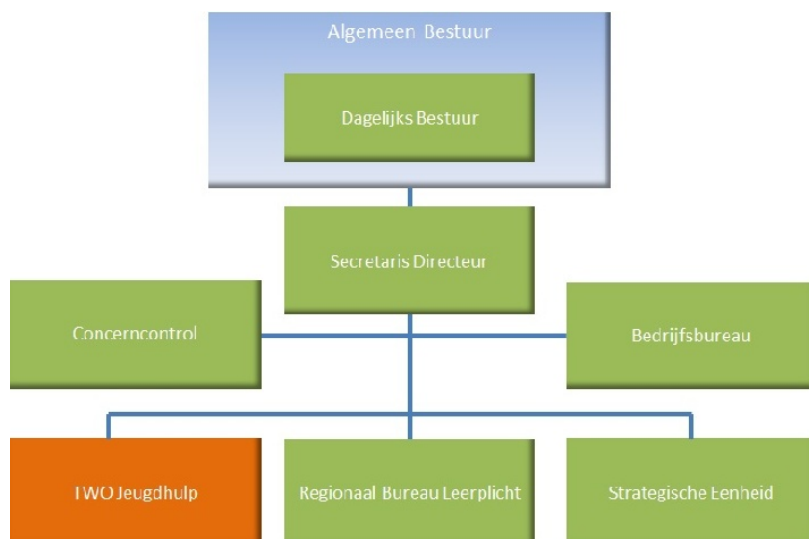 Algemeen Bestuur
Dagelijks Bestuur
Secretaris Directeur
Concerncontrol
Bedrijfsbureau
TWO Jeugdhulp
Regionaal Bureau Leerplicht
Strategische Eenheid